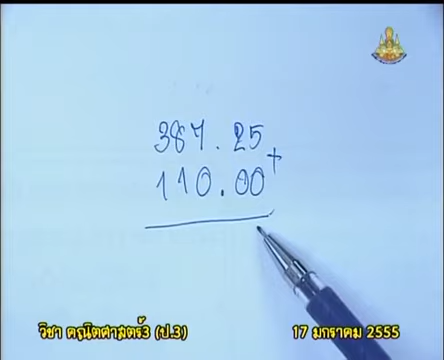 387.25
+
110.00
วิชา คณิตศาสตร์3 (ป.3)
17 มกราคม 2555